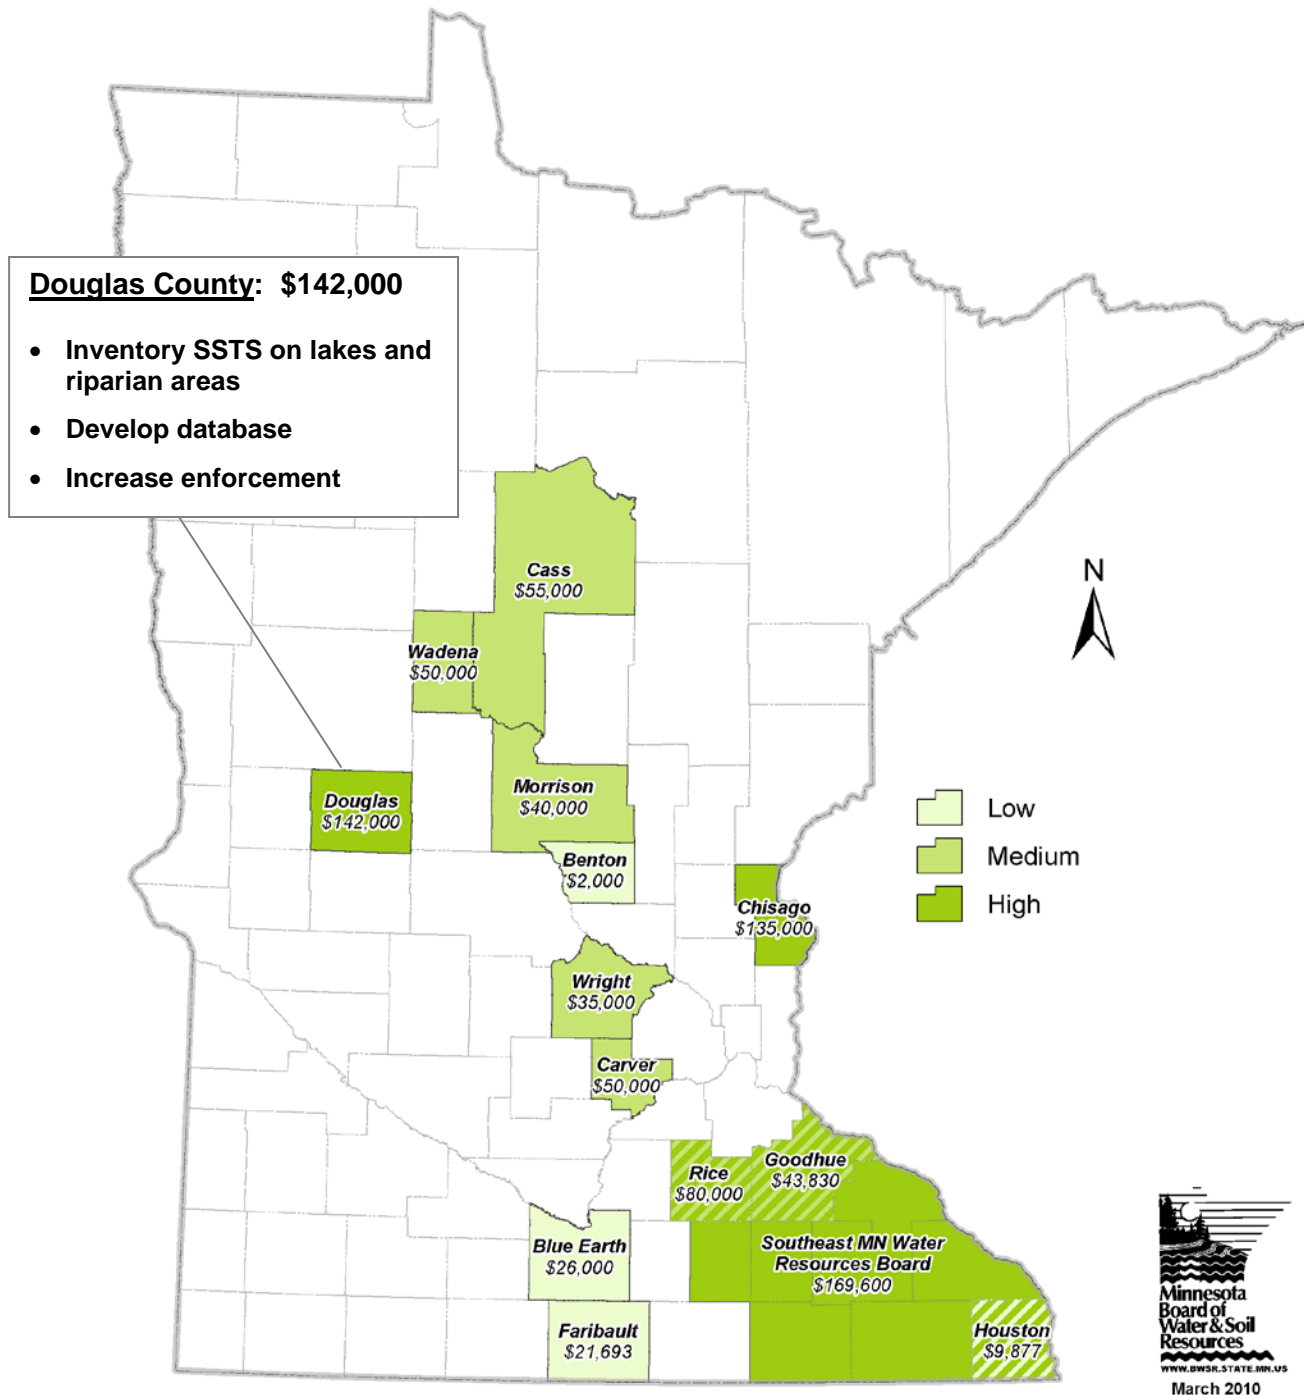 Douglas County: $142,000
• Inventory SSTS on lakes and
riparian areas
• Develop database
• Increase enforcement
Cass
$55,000
N
Wadena
$50,000
Douglas
$142,000
Morrison
$40,000
Benton
$2,000
Chisago
$135,000
Low
Medium
High
Wright
$35,000
Carver
$50,000
Rice
$80,000
Goodhue
$43,830
Blue Earth
$26,000
Southeast MN Water
Resources Board
$169,600
Faribault
$21,693
Houston
$9,877
Minnesota
Board of
Water & Soil
Resources
WWW.BWSR.STATE.MN.US
March 2010